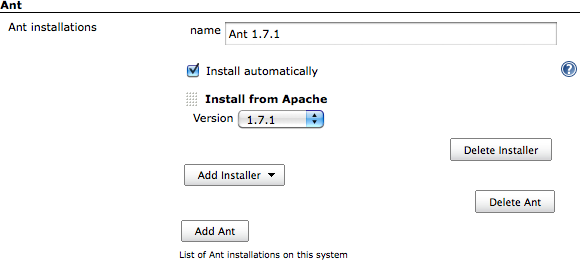 Ant
Ant installations
name Ant 1.7.1
Install automatically
?
Install from Apache
Version 1.7.1
Delete Installer
Add Installer
Delete Ant
Add Ant
List of Ant installations on this system